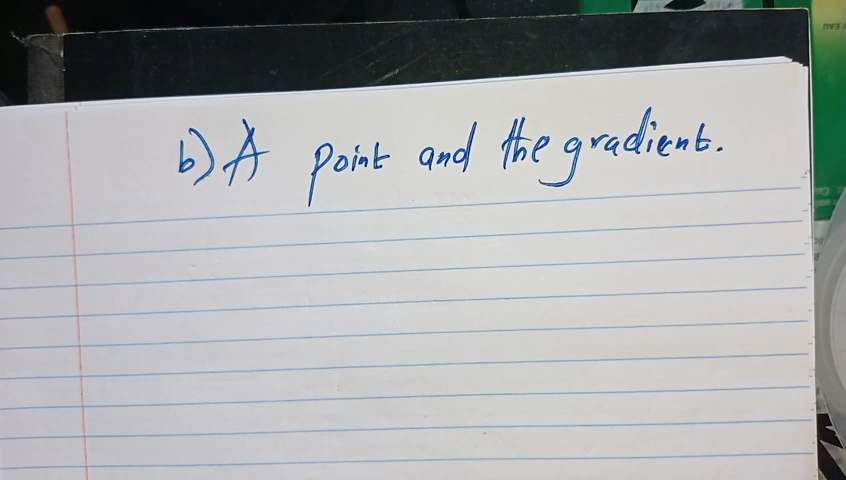 b) A point and the gradient.